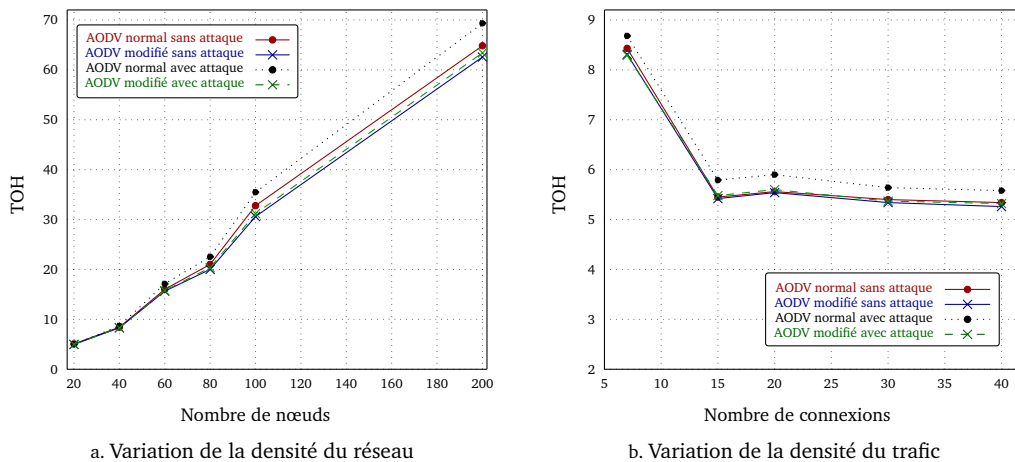 70
60
50
40
30
20
10
0
TOH
AODV normal sans attaque
AODV modifié sans attaque
AODV normal avec attaque
AODV modifié avec attaque
20 40 60 80 100 120 140 160 180 200
Nombre de nœuds
a. Variation de la densité du réseau
9
8
7
6
5
4
3
2
TOH
AODV normal sans attaque
AODV modifié sans attaque
AODV normal avec attaque
AODV modifié avec attaque
5 10 15 20 25 30 35 40
Nombre de connexions
b. Variation de la densité du trafic